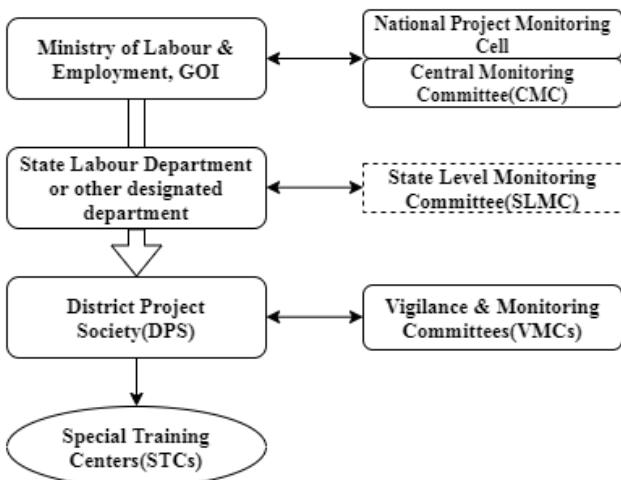 Ministry of Labour &
Employment, GOI
National Project Monitoring
Cell
Central Monitoring
Committee(CMC)
State Labour Department
or other designated
department
State Level Monitoring
Committee(SLMC)
District Project
Society(DPS)
Vigilance & Monitoring
Committees(VMCs)
Special Training
Centers(STCs)